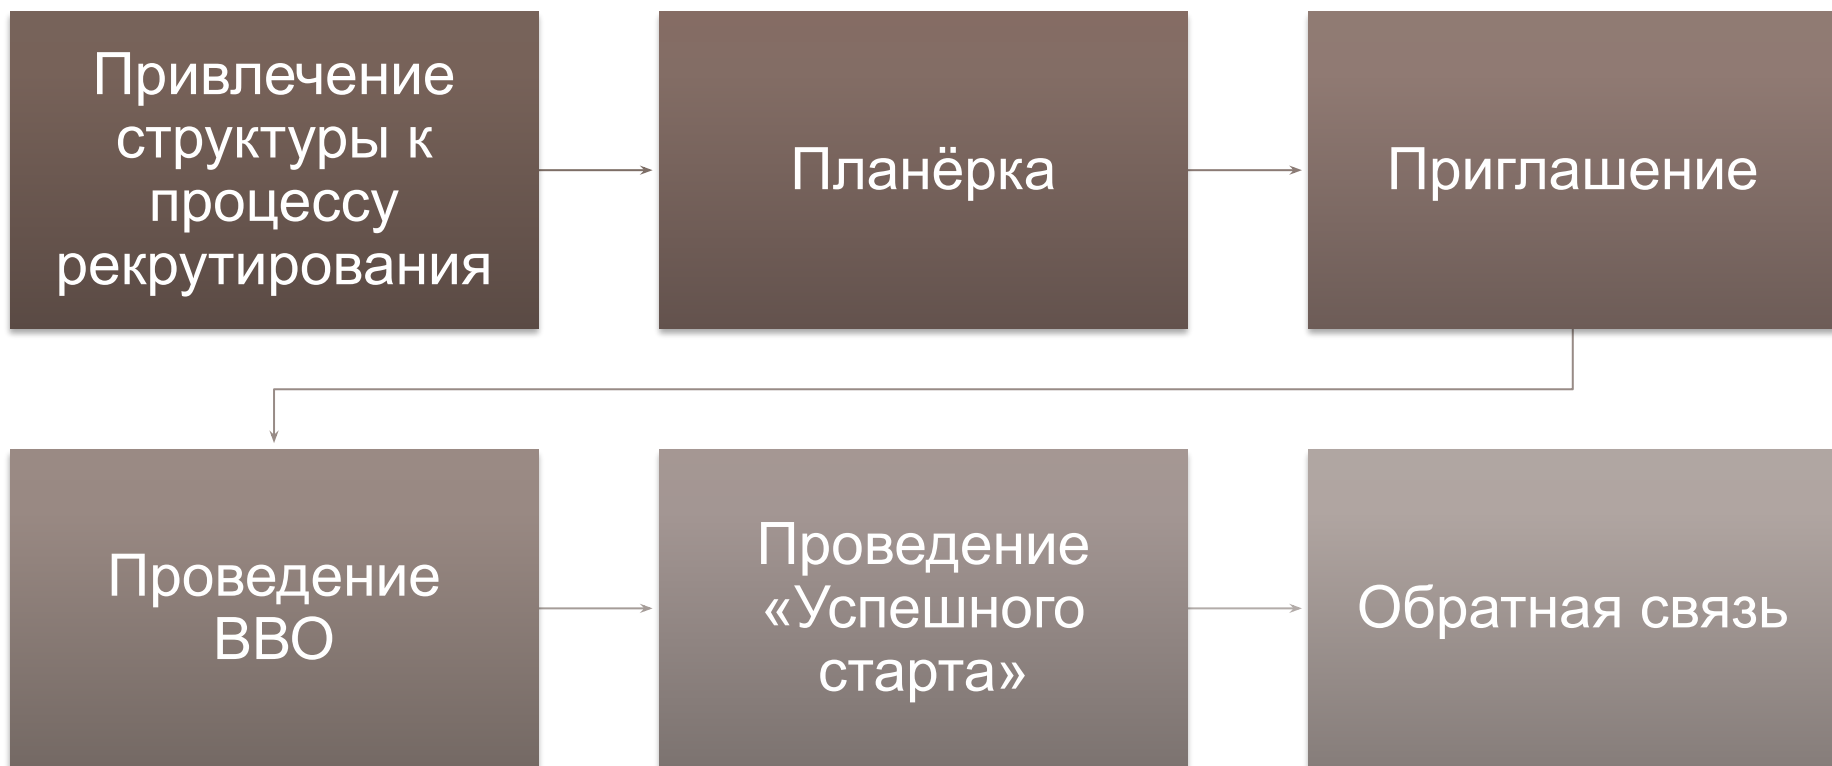 Привлечение
структуры к
процессу
рекрутирования
Планёрка
Приглашение
Проведение
ВВО
Проведение
«Успешного
старта»
Обратная связь